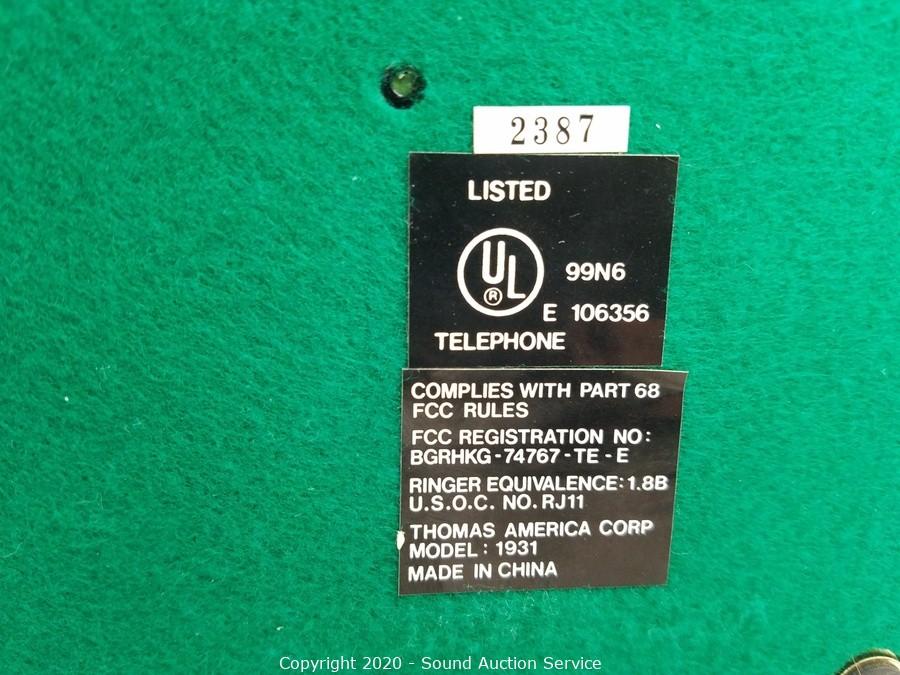 2387
LISTED
UL
®
99N6
E 106356
TELEPHONE
COMPLIES WITH PART 68
FCC RULES
FCC REGISTRATION NO:
BGRHKG-74767-TE-E
RINGER EQUIVALENCE: 1.8B
U.S.O.C. NO. RJ11
THOMAS AMERICA CORP
MODEL: 1931
MADE IN CHINA
Copyright 2020 - Sound Auction Service